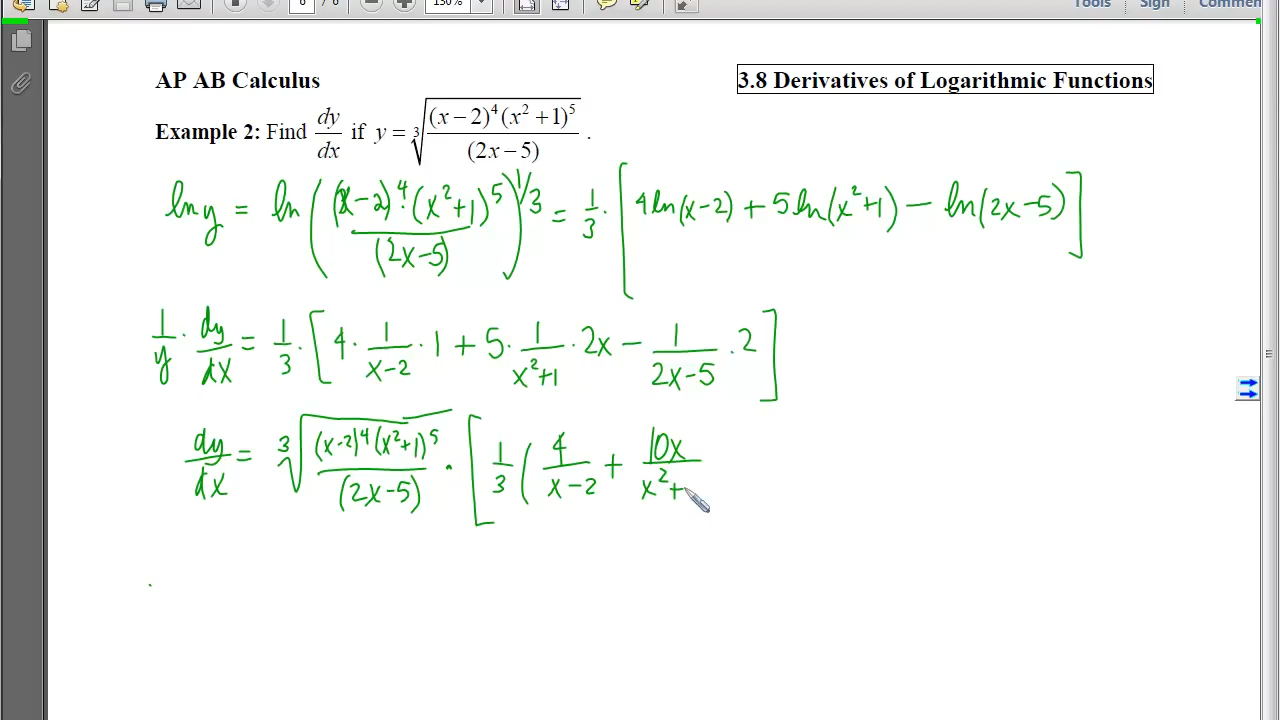 6 / 6 130% Tools Sign Comment
AP AB Calculus 3.8 Derivatives of Logarithmic Functions
Example 2: Find dy/dx if y = ∛((x − 2)⁴(x² + 1)⁵/(2x − 5)) .
ln y = ln((x−2)⁴·(x²+1)⁵/(2x−5))^(1/3) = 1/3 · [4 ln(x−2) + 5 ln(x²+1) − ln(2x−5)]
1/y · dy/dx = 1/3 · [4 · 1/(x−2) · 1 + 5 · 1/(x²+1) · 2x − 1/(2x−5) · 2]
dy/dx = ∛((x−2)⁴(x²+1)⁵/(2x−5)) · [1/3 (4/(x−2) + 10x/(x²+